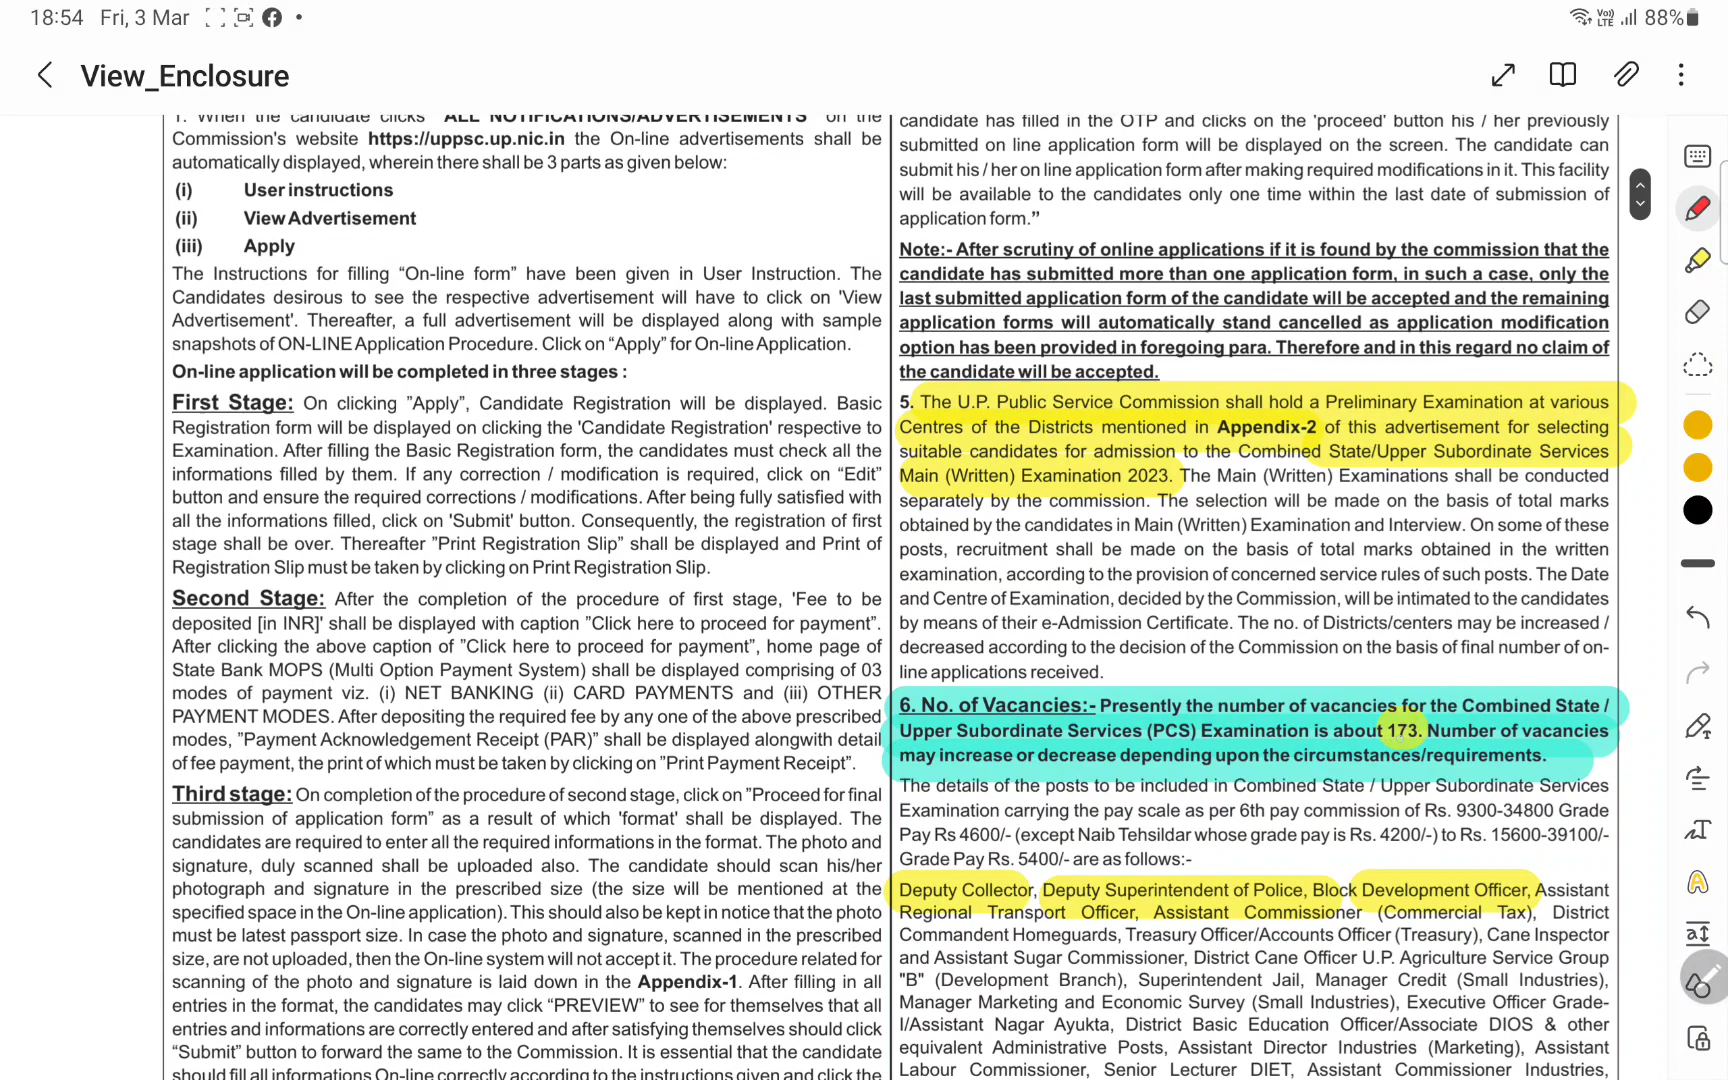 18:54 Fri, 3 Mar
Vo)) LTE 88%
View_Enclosure
1. When the candidate clicks "ALL NOTIFICATIONS/ADVERTISEMENTS" on the
Commission's website https://uppsc.up.nic.in the On-line advertisements shall be
automatically displayed, wherein there shall be 3 parts as given below:
(i) User instructions
(ii) View Advertisement
(iii) Apply
The Instructions for filling “On-line form” have been given in User Instruction. The
Candidates desirous to see the respective advertisement will have to click on 'View
Advertisement'. Thereafter, a full advertisement will be displayed along with sample
snapshots of ON-LINE Application Procedure. Click on “Apply” for On-line Application.
On-line application will be completed in three stages :
First Stage: On clicking ”Apply”, Candidate Registration will be displayed. Basic
Registration form will be displayed on clicking the 'Candidate Registration' respective to
Examination. After filling the Basic Registration form, the candidates must check all the
informations filled by them. If any correction / modification is required, click on “Edit”
button and ensure the required corrections / modifications. After being fully satisfied with
all the informations filled, click on 'Submit' button. Consequently, the registration of first
stage shall be over. Thereafter ”Print Registration Slip” shall be displayed and Print of
Registration Slip must be taken by clicking on Print Registration Slip.
Second Stage: After the completion of the procedure of first stage, 'Fee to be
deposited [in INR]' shall be displayed with caption ”Click here to proceed for payment”.
After clicking the above caption of ”Click here to proceed for payment”, home page of
State Bank MOPS (Multi Option Payment System) shall be displayed comprising of 03
modes of payment viz. (i) NET BANKING (ii) CARD PAYMENTS and (iii) OTHER
PAYMENT MODES. After depositing the required fee by any one of the above prescribed
modes, ”Payment Acknowledgement Receipt (PAR)” shall be displayed alongwith detail
of fee payment, the print of which must be taken by clicking on ”Print Payment Receipt”.
Third stage: On completion of the procedure of second stage, click on ”Proceed for final
submission of application form” as a result of which 'format' shall be displayed. The
candidates are required to enter all the required informations in the format. The photo and
signature, duly scanned shall be uploaded also. The candidate should scan his/her
photograph and signature in the prescribed size (the size will be mentioned at the
specified space in the On-line application). This should also be kept in notice that the photo
must be latest passport size. In case the photo and signature, scanned in the prescribed
size, are not uploaded, then the On-line system will not accept it. The procedure related for
scanning of the photo and signature is laid down in the Appendix-1. After filling in all
entries in the format, the candidates may click “PREVIEW” to see for themselves that all
entries and informations are correctly entered and after satisfying themselves should click
“Submit” button to forward the same to the Commission. It is essential that the candidate
should fill all informations On-line correctly according to the instructions given and click the
candidate has filled in the OTP and clicks on the 'proceed' button his / her previously
submitted on line application form will be displayed on the screen. The candidate can
submit his / her on line application form after making required modifications in it. This facility
will be available to the candidates only one time within the last date of submission of
application form.”
Note:- After scrutiny of online applications if it is found by the commission that the
candidate has submitted more than one application form, in such a case, only the
last submitted application form of the candidate will be accepted and the remaining
application forms will automatically stand cancelled as application modification
option has been provided in foregoing para. Therefore and in this regard no claim of
the candidate will be accepted.
5. The U.P. Public Service Commission shall hold a Preliminary Examination at various
Centres of the Districts mentioned in Appendix-2 of this advertisement for selecting
suitable candidates for admission to the Combined State/Upper Subordinate Services
Main (Written) Examination 2023. The Main (Written) Examinations shall be conducted
separately by the commission. The selection will be made on the basis of total marks
obtained by the candidates in Main (Written) Examination and Interview. On some of these
posts, recruitment shall be made on the basis of total marks obtained in the written
examination, according to the provision of concerned service rules of such posts. The Date
and Centre of Examination, decided by the Commission, will be intimated to the candidates
by means of their e-Admission Certificate. The no. of Districts/centers may be increased /
decreased according to the decision of the Commission on the basis of final number of on-
line applications received.
6. No. of Vacancies:- Presently the number of vacancies for the Combined State /
Upper Subordinate Services (PCS) Examination is about 173. Number of vacancies
may increase or decrease depending upon the circumstances/requirements.
The details of the posts to be included in Combined State / Upper Subordinate Services
Examination carrying the pay scale as per 6th pay commission of Rs. 9300-34800 Grade
Pay Rs 4600/- (except Naib Tehsildar whose grade pay is Rs. 4200/-) to Rs. 15600-39100/-
Grade Pay Rs. 5400/- are as follows:-
Deputy Collector, Deputy Superintendent of Police, Block Development Officer, Assistant
Regional Transport Officer, Assistant Commissioner (Commercial Tax), District
Commandent Homeguards, Treasury Officer/Accounts Officer (Treasury), Cane Inspector
and Assistant Sugar Commissioner, District Cane Officer U.P. Agriculture Service Group
"B" (Development Branch), Superintendent Jail, Manager Credit (Small Industries),
Manager Marketing and Economic Survey (Small Industries), Executive Officer Grade-
I/Assistant Nagar Ayukta, District Basic Education Officer/Associate DIOS & other
equivalent Administrative Posts, Assistant Director Industries (Marketing), Assistant
Labour Commissioner, Senior Lecturer DIET, Assistant Commissioner Industries,